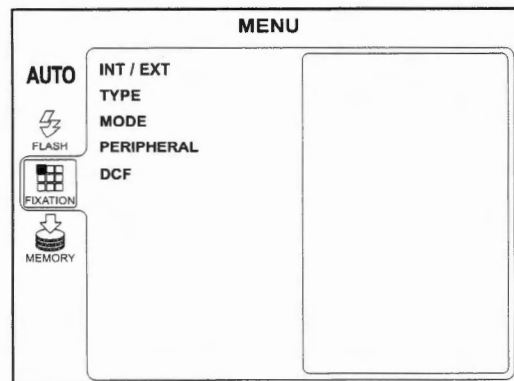 MENU
AUTO
FLASH
FIXATION
MEMORY
INT / EXT
TYPE
MODE
PERIPHERAL
DCF